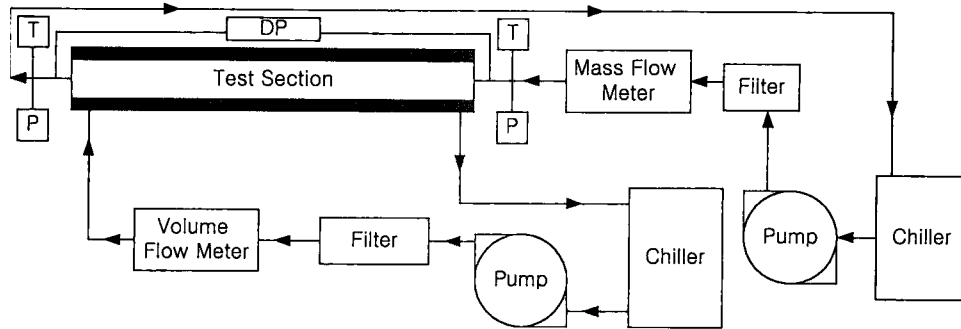 T
DP
T
Test Section
Mass Flow
Meter
Filter
P
P
Volume
Flow Meter
Filter
Pump
Chiller
Pump
Chiller